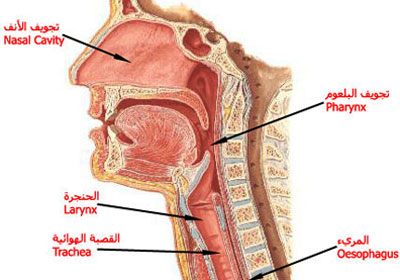 تجويف الأنف
Nasal Cavity
تجويف البلعوم
Pharynx
الحنجرة
Larynx
القصبة الهوائية
Trachea
المريء
Oesophagus